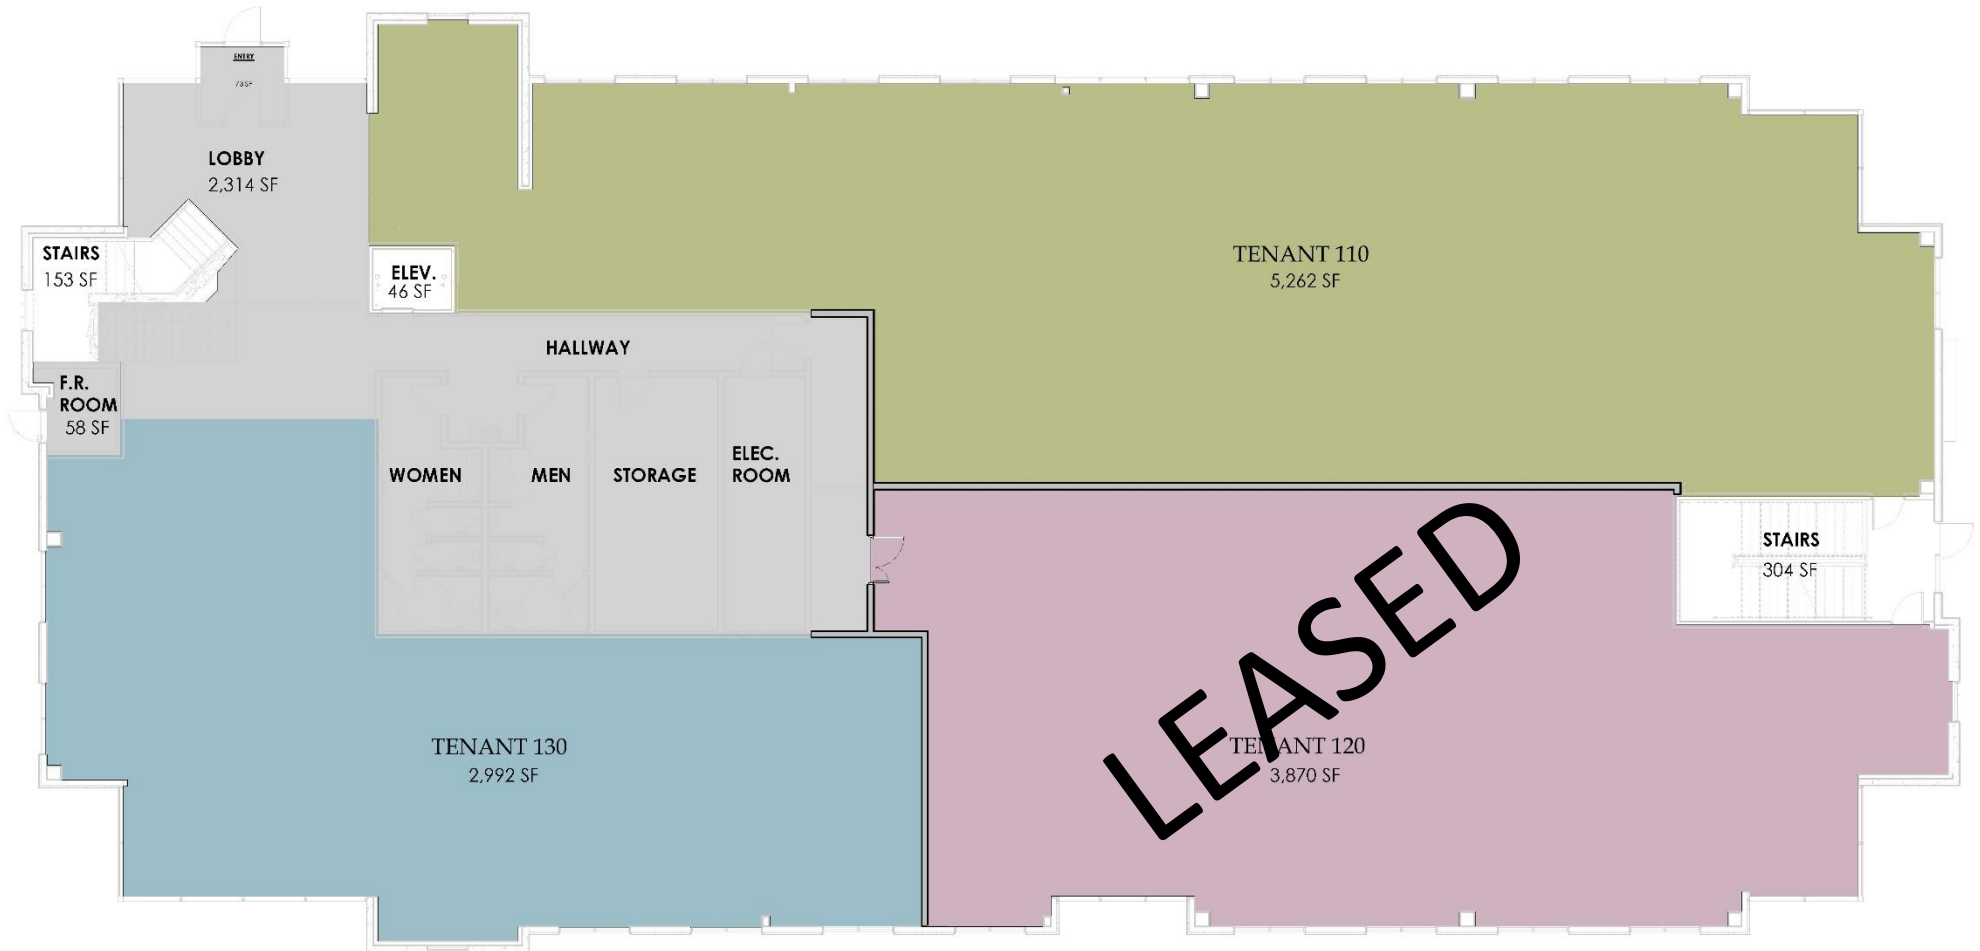 ENTRY
73 SF
LOBBY
2,314 SF
STAIRS
153 SF
ELEV.
46 SF
TENANT 110
5,262 SF
HALLWAY
F.R.
ROOM
58 SF
WOMEN
MEN
STORAGE
ELEC.
ROOM
STAIRS
304 SF
LEASED
TENANT 130
2,992 SF
TENANT 120
3,870 SF